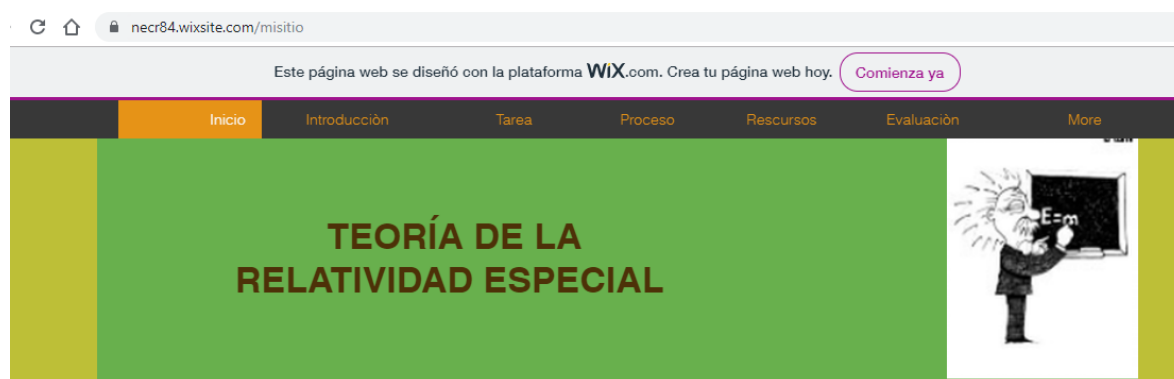 necr84.wixsite.com/misitio
Este página web se diseñó con la plataforma WiX.com. Crea tu página web hoy. Comienza ya
Inicio Introducciòn Tarea Proceso Rescursos Evaluaciòn More
TEORÍA DE LA
RELATIVIDAD ESPECIAL
E=m